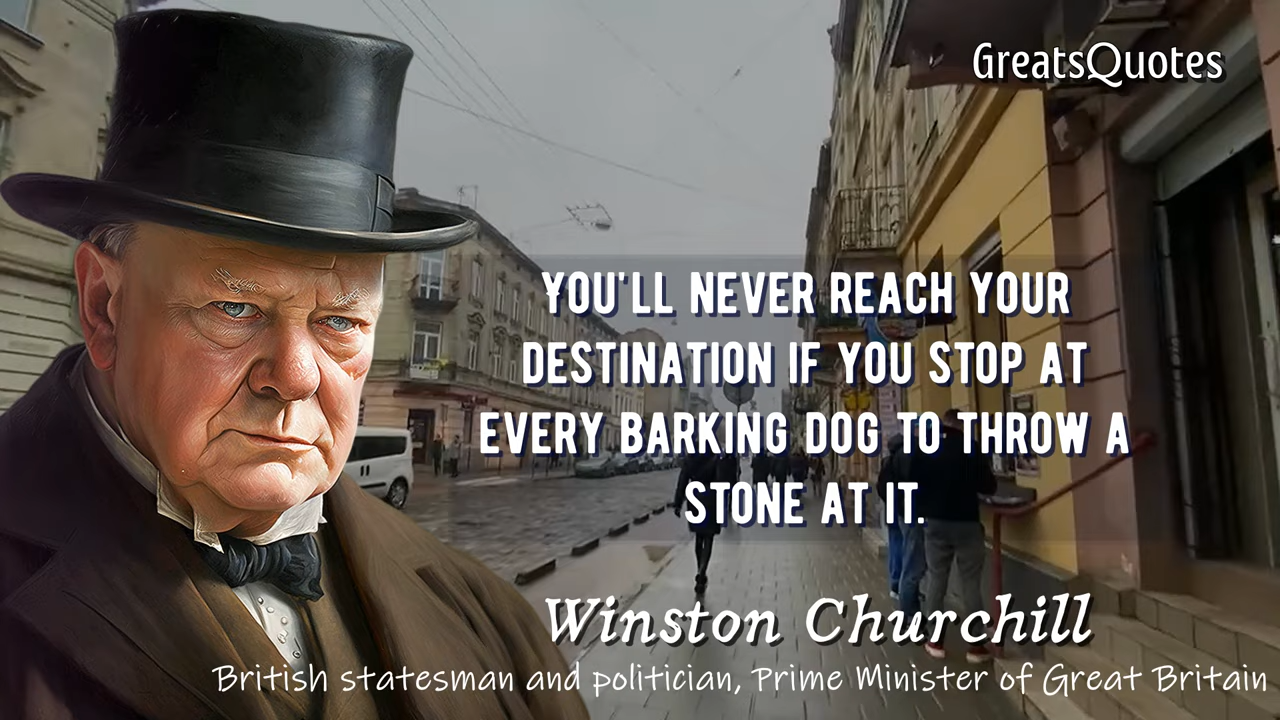 GreatsQuotes
YOU'LL NEVER REACH YOUR
DESTINATION IF YOU STOP AT
EVERY BARKING DOG TO THROW A
STONE AT IT.
Winston Churchill
British statesman and politician, Prime Minister of Great Britain